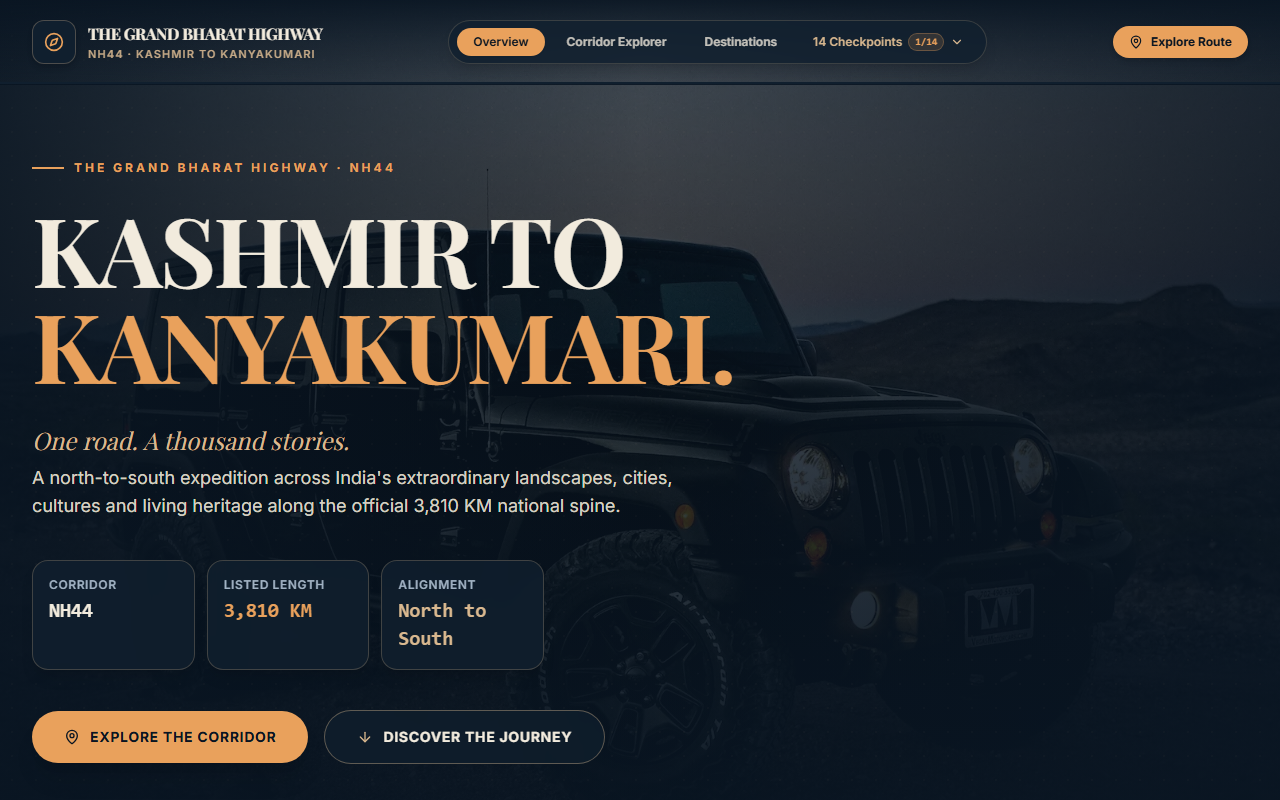 THE GRAND BHARAT HIGHWAY
NH44 · KASHMIR TO KANYAKUMARI
Overview
Corridor Explorer
Destinations
14 Checkpoints
1/14
Explore Route
THE GRAND BHARAT HIGHWAY · NH44
KASHMIR TO
KANYAKUMARI.
One road. A thousand stories.
A north-to-south expedition across India's extraordinary landscapes, cities,
cultures and living heritage along the official 3,810 KM national spine.
CORRIDOR
NH44
LISTED LENGTH
3,810 KM
ALIGNMENT
North to
South
EXPLORE THE CORRIDOR
DISCOVER THE JOURNEY